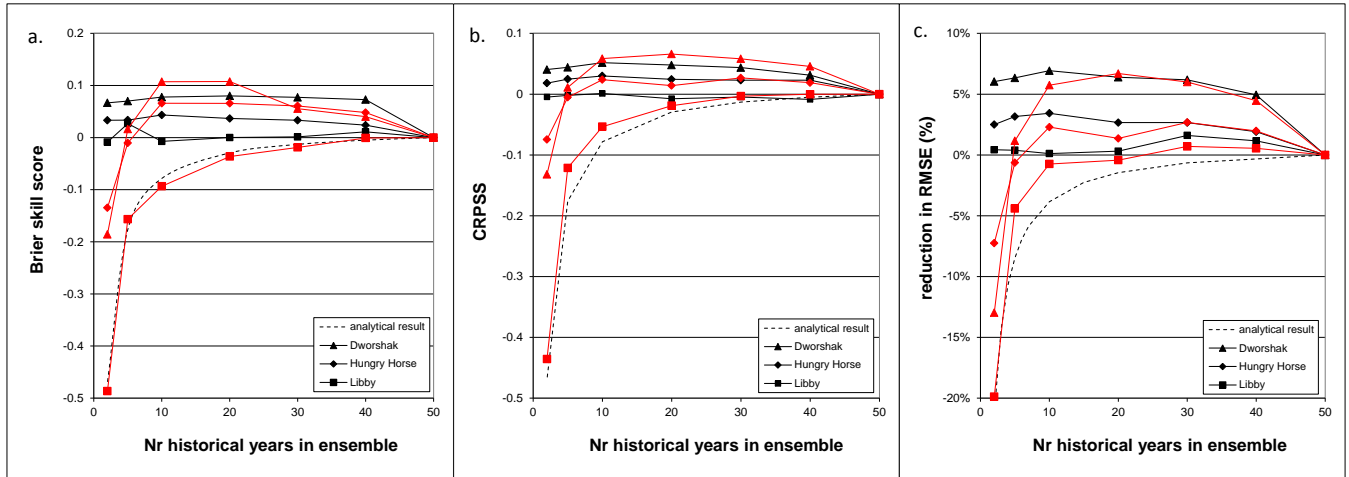 a.
0.2
0.1
0
-0.1
-0.2
-0.3
-0.4
-0.5
Brier skill score
0 10 20 30 40 50
Nr historical years in ensemble
analytical result
Dworshak
Hungry Horse
Libby
b.
0.1
0
-0.1
-0.2
-0.3
-0.4
-0.5
CRPSS
0 10 20 30 40 50
Nr historical years in ensemble
analytical result
Dworshak
Hungry Horse
Libby
c.
10%
5%
0%
-5%
-10%
-15%
-20%
reduction in RMSE (%)
0 10 20 30 40 50
Nr historical years in ensemble
analytical result
Dworshak
Hungry Horse
Libby